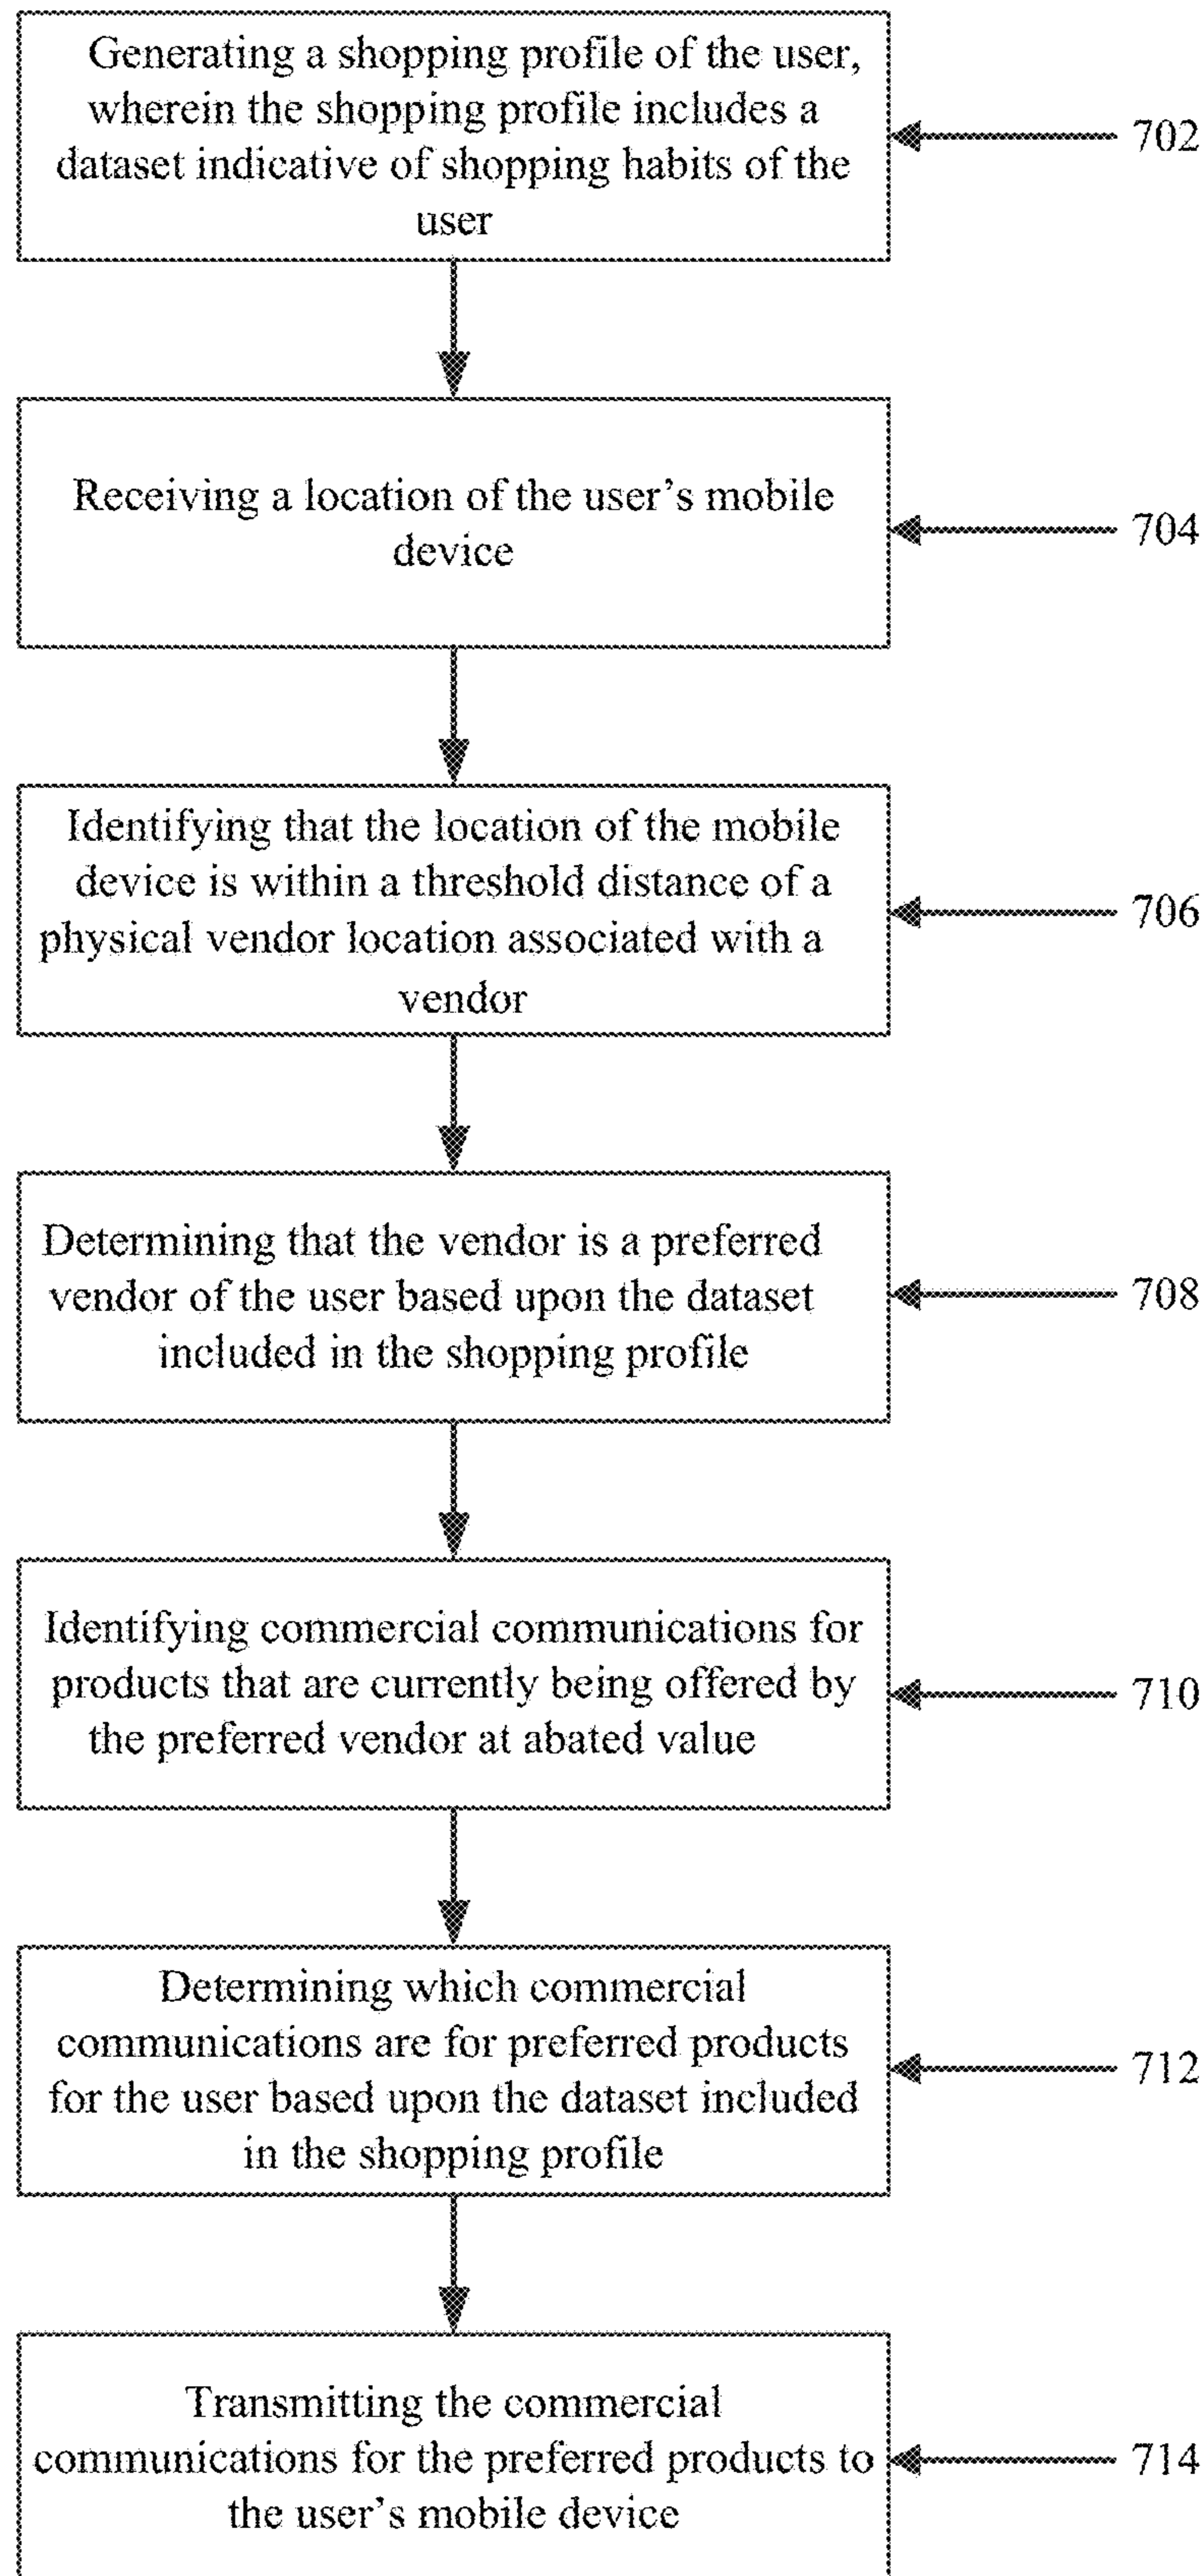 Generating a shopping profile of the user,
wherein the shopping profile includes a
dataset indicative of shopping habits of the
user
702
Receiving a location of the user's mobile
device
704
Identifying that the location of the mobile
device is within a threshold distance of a
physical vendor location associated with a
vendor
706
Determining that the vendor is a preferred
vendor of the user based upon the dataset
included in the shopping profile
708
Identifying commercial communications for
products that are currently being offered by
the preferred vendor at abated value
710
Determining which commercial
communications are for preferred products
for the user based upon the dataset included
in the shopping profile
712
Transmitting the commercial
communications for the preferred products to
the user's mobile device
714